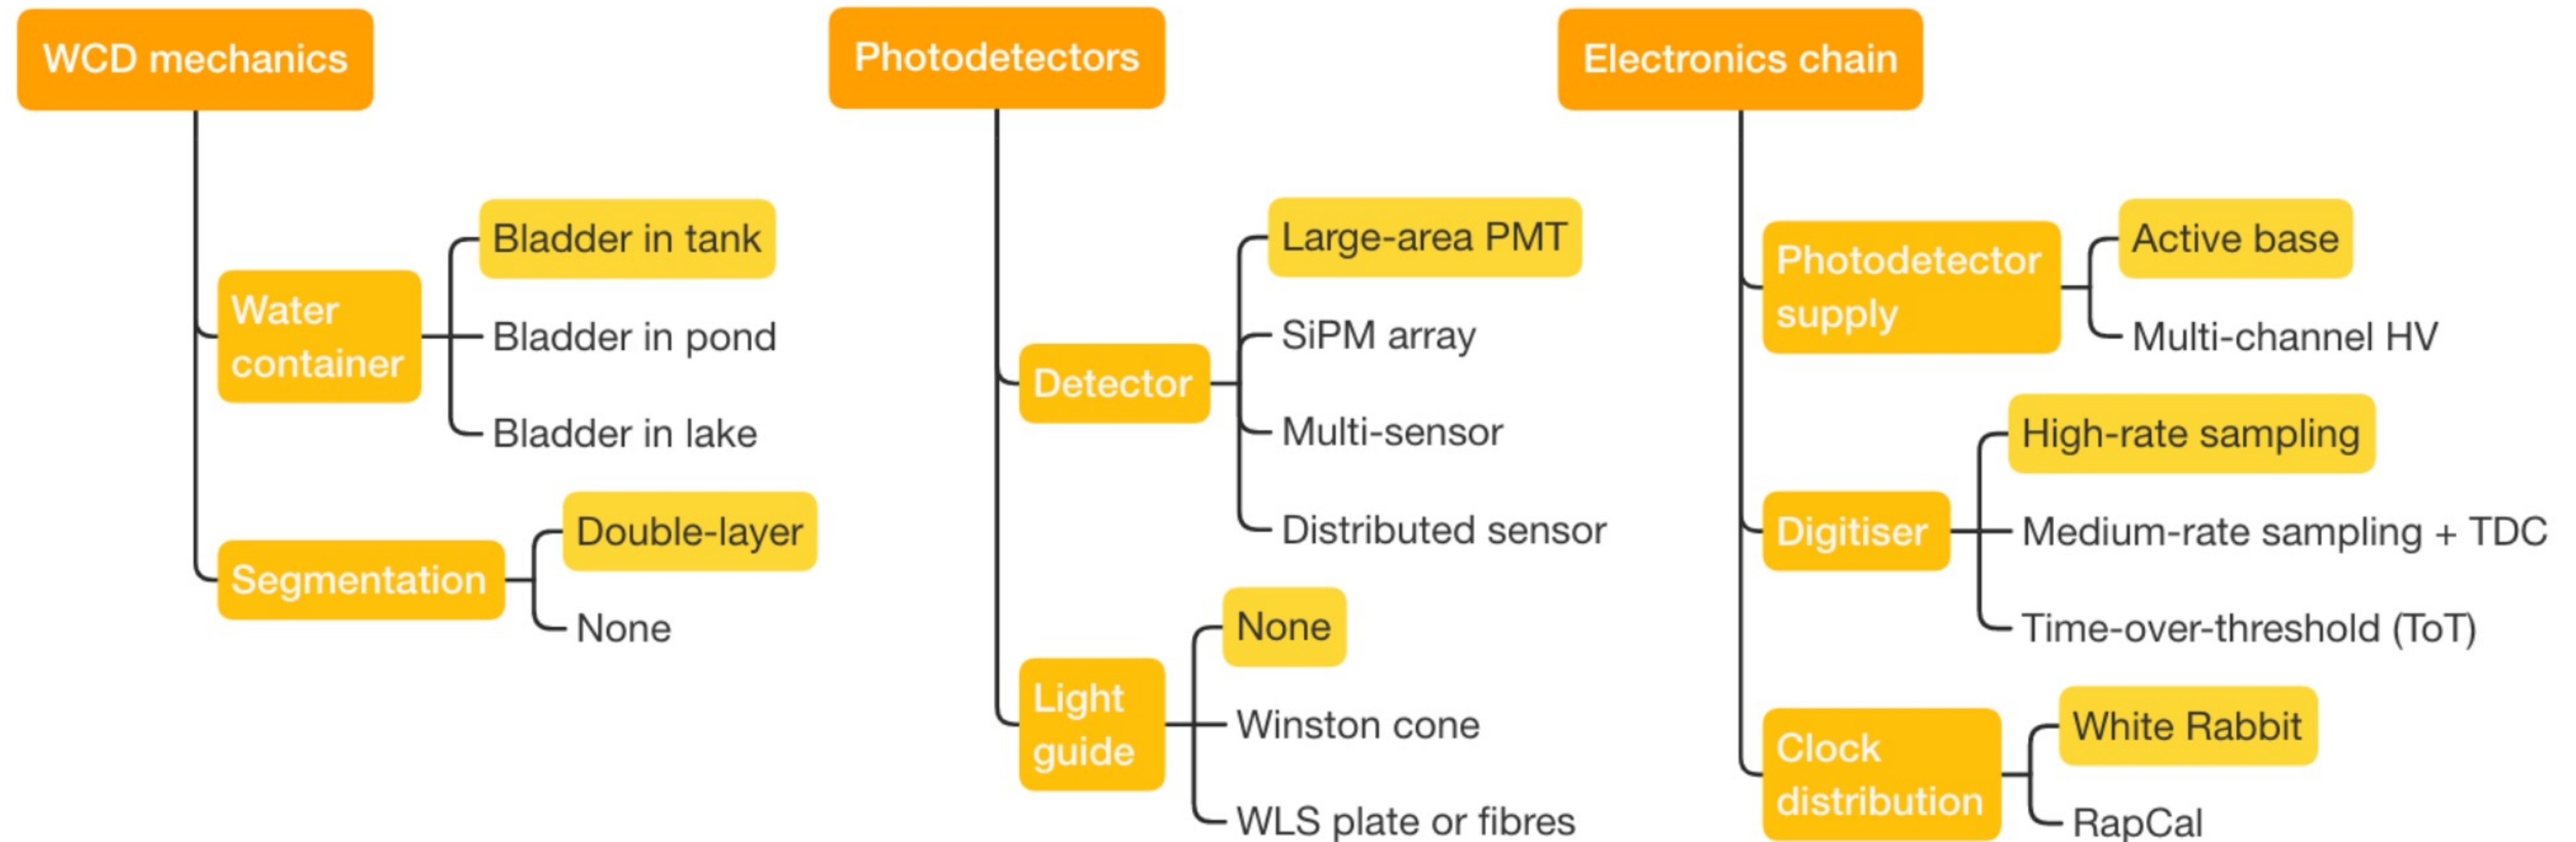 WCD mechanics
Water
container
Bladder in tank
Bladder in pond
Bladder in lake
Segmentation
Double-layer
None
Photodetectors
Detector
Large-area PMT
SiPM array
Multi-sensor
Distributed sensor
Light
guide
None
Winston cone
WLS plate or fibres
Electronics chain
Photodetector
supply
Active base
Multi-channel HV
Digitiser
High-rate sampling
Medium-rate sampling + TDC
Time-over-threshold (ToT)
Clock
distribution
White Rabbit
RapCal